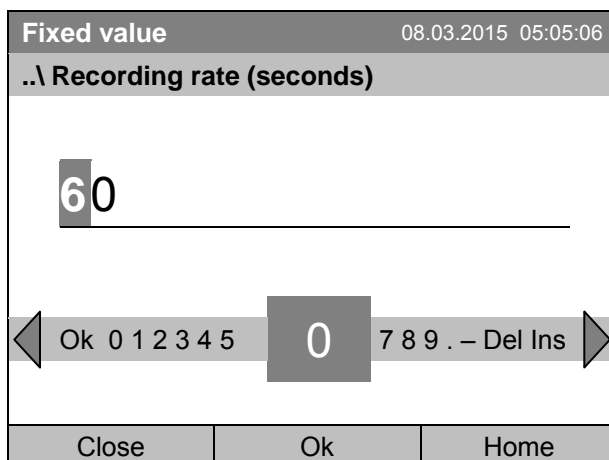 Fixed value 08.03.2015 05:05:06
..\ Recording rate (seconds)
60
Ok 0 1 2 3 4 5 0 7 8 9 . – Del Ins
Close Ok Home